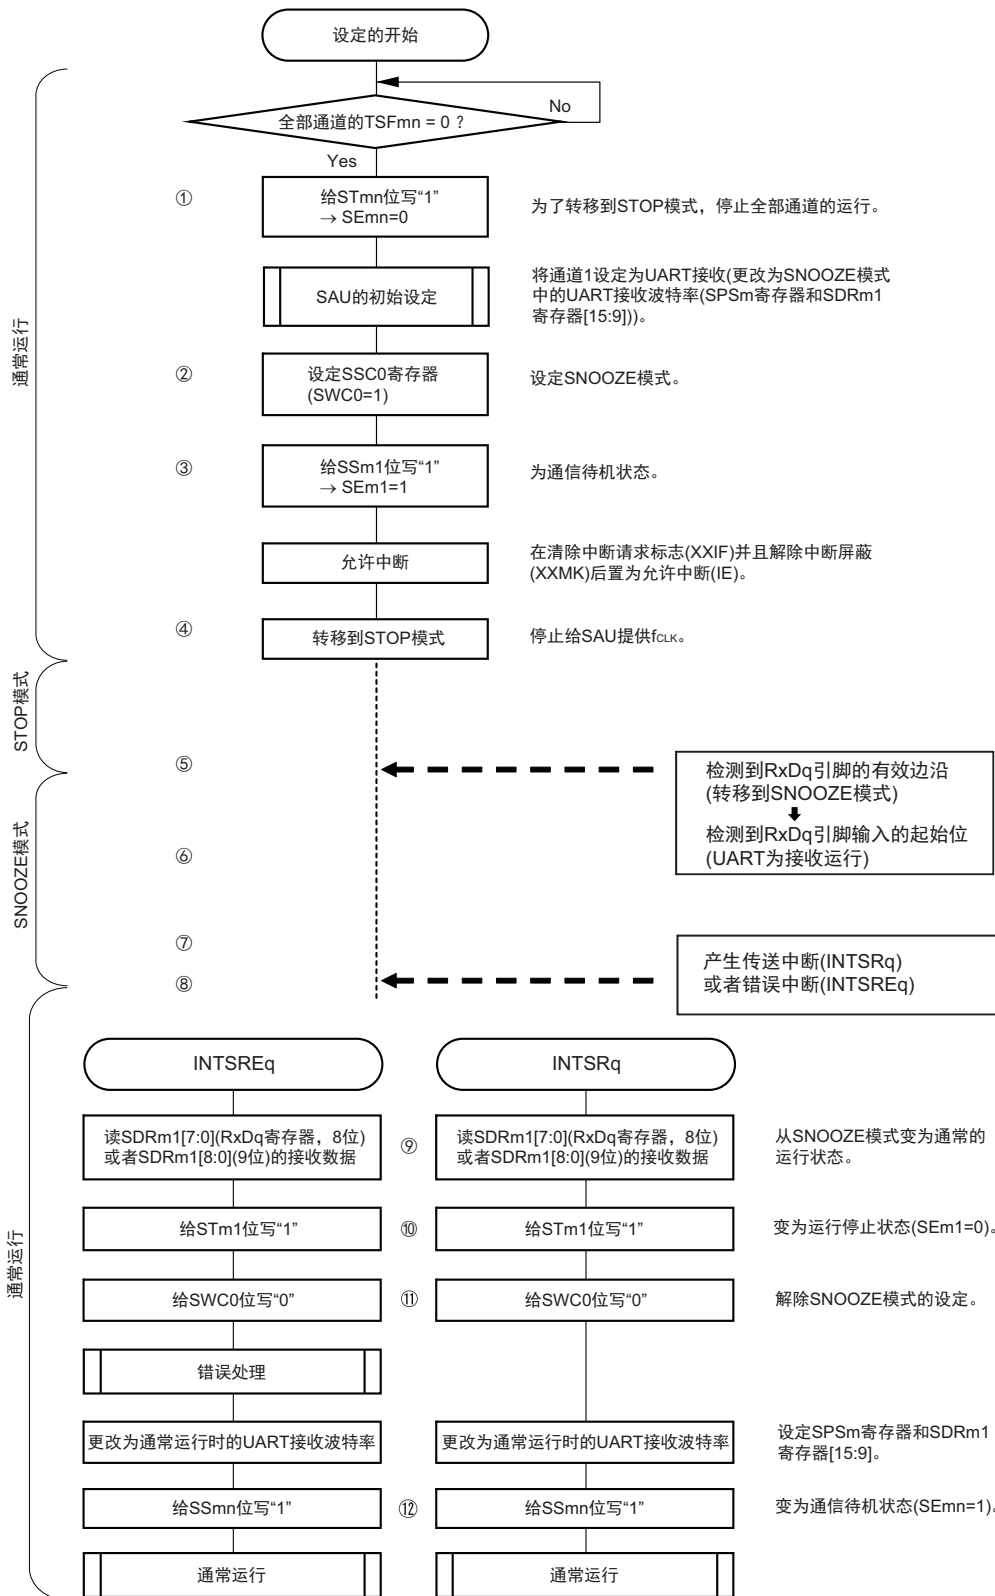 设定的开始
No
全部通道的TSFmn = 0 ?
Yes
①
给STmn位写“1”
→ SEmn=0
为了转移到STOP模式，停止全部通道的运行。
SAU的初始设定
将通道1设定为UART接收(更改为SNOOZE模式
中的UART接收波特率(SPSm寄存器和SDRm1
寄存器[15:9]))。
通常运行
②
设定SSC0寄存器
(SWC0=1)
设定SNOOZE模式。
③
给SSm1位写“1”
→ SEm1=1
为通信待机状态。
允许中断
在清除中断请求标志(XXIF)并且解除中断屏蔽
(XXMK)后置为允许中断(IE)。
④
转移到STOP模式
停止给SAU提供fCLK。
STOP模式
⑤
检测到RxDq引脚的有效边沿
(转移到SNOOZE模式)
检测到RxDq引脚输入的起始位
(UART为接收运行)
SNOOZE模式
⑥
⑦
⑧
产生传送中断(INTSRq)
或者错误中断(INTSREq)
INTSREq
INTSRq
读SDRm1[7:0](RxDq寄存器，8位)
或者SDRm1[8:0](9位)的接收数据
⑨
读SDRm1[7:0](RxDq寄存器，8位)
或者SDRm1[8:0](9位)的接收数据
从SNOOZE模式变为通常的
运行状态。
给STm1位写“1”
⑩
给STm1位写“1”
变为运行停止状态(SEm1=0)。
通常运行
给SWC0位写“0”
⑪
给SWC0位写“0”
解除SNOOZE模式的设定。
错误处理
更改为通常运行时的UART接收波特率
更改为通常运行时的UART接收波特率
设定SPSm寄存器和SDRm1
寄存器[15:9]。
给SSmn位写“1”
⑫
给SSmn位写“1”
变为通信待机状态(SEmn=1)。
通常运行
通常运行